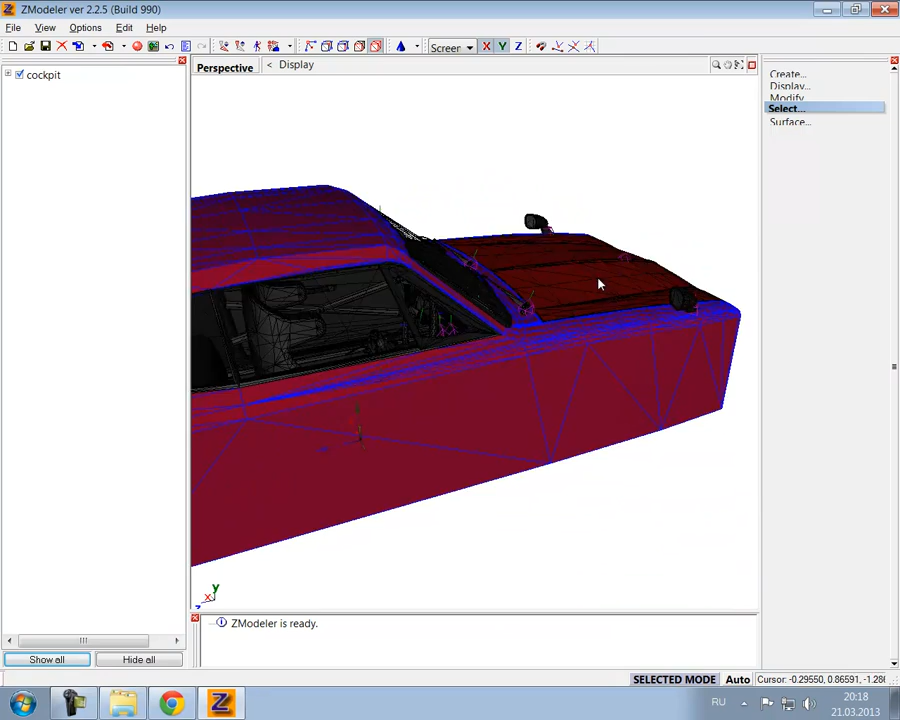 ZModeler ver 2.2.5 (Build 990)
File View Options Edit Help
Screen X Y Z
cockpit
Perspective < Display
Create...
Display...
Modify
Select...
Surface...
y
x
z
Show all Hide all
ZModeler is ready.
SELECTED MODE Auto Cursor: -0.29550, 0.86591, -1.28
RU 20:18
21.03.2013